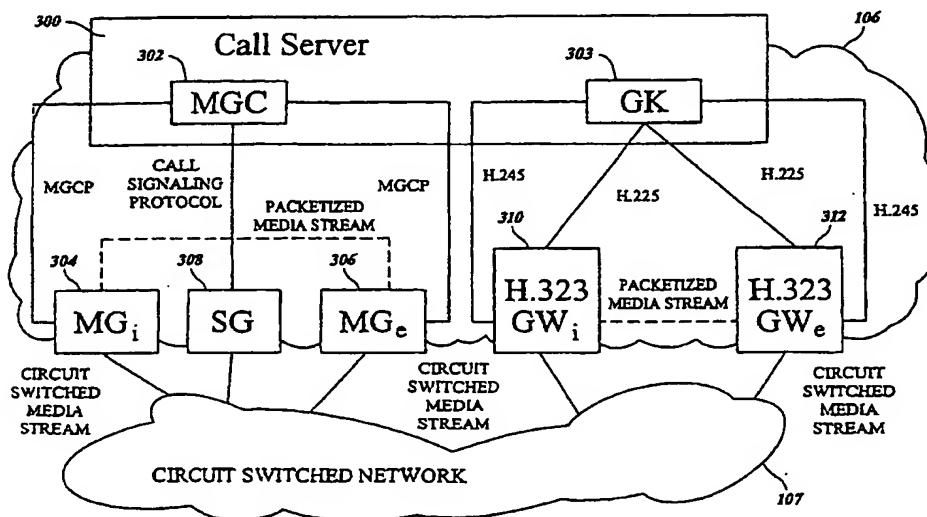 300
Call Server
106
302
MGC
303
GK
MGCP
CALL
SIGNALING
PROTOCOL
MGCP
H.245
H.225
H.225
H.245
PACKETIZED
MEDIA STREAM
304
MGi
308
SG
306
MGe
310
H.323
GWi
PACKETIZED
MEDIA STREAM
312
H.323
GWe
CIRCUIT
SWITCHED
MEDIA
STREAM
CIRCUIT
SWITCHED
MEDIA
STREAM
CIRCUIT
SWITCHED
MEDIA
STREAM
CIRCUIT SWITCHED NETWORK
107